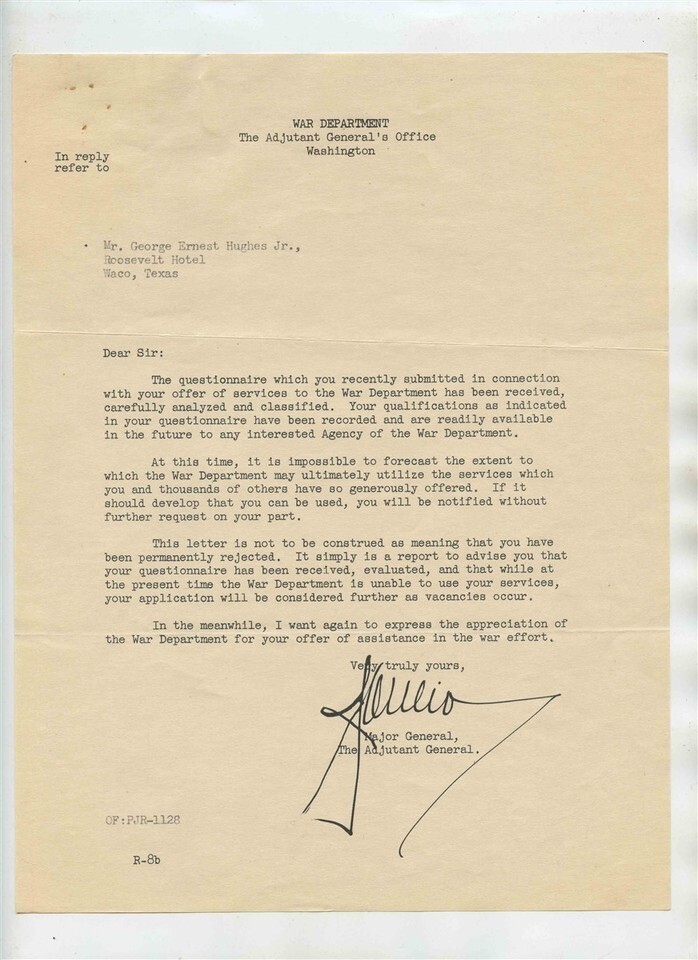 WAR DEPARTMENT
The Adjutant General's Office
Washington
In reply
refer to
Mr. George Ernest Hughes Jr.,
Roosevelt Hotel
Waco, Texas
Dear Sir:
The questionnaire which you recently submitted in connection
with your offer of services to the War Department has been received,
carefully analyzed and classified. Your qualifications as indicated
in your questionnaire have been recorded and are readily available
in the future to any interested Agency of the War Department.
At this time, it is impossible to forecast the extent to
which the War Department may ultimately utilize the services which
you and thousands of others have so generously offered. If it
should develop that you can be used, you will be notified without
further request on your part.
This letter is not to be construed as meaning that you have
been permanently rejected. It simply is a report to advise you that
your questionnaire has been received, evaluated, and that while at
the present time the War Department is unable to use your services,
your application will be considered further as vacancies occur.
In the meanwhile, I want again to express the appreciation of
the War Department for your offer of assistance in the war effort.
Very truly yours,
Major General,
The Adjutant General.
OF:PJR-1128
R-8b